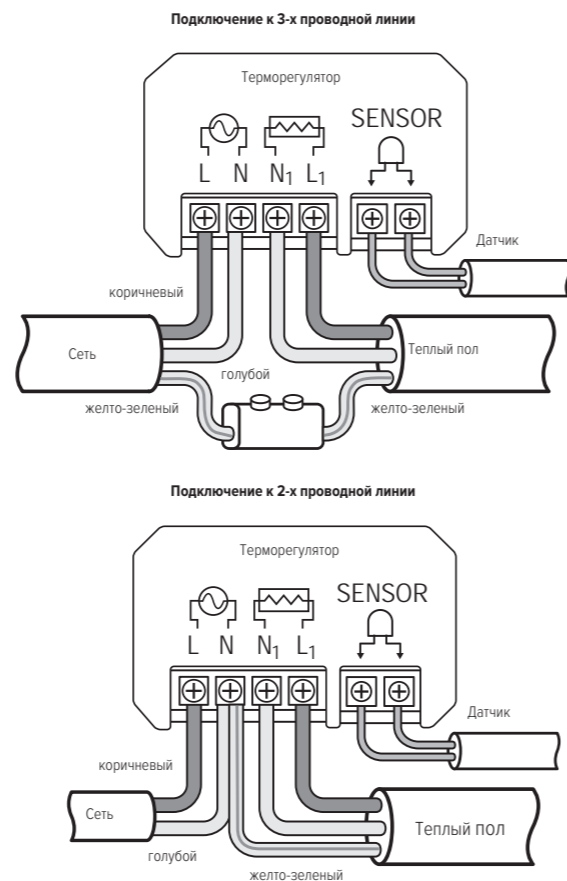 Подключение к 3-х проводной линии
Терморегулятор
SENSOR
L N N1 L1
Датчик
коричневый
Сеть
Теплый пол
голубой
желто-зеленый
желто-зеленый
Подключение к 2-х проводной линии
Терморегулятор
SENSOR
L N N1 L1
Датчик
коричневый
Сеть
Теплый пол
голубой
желто-зеленый